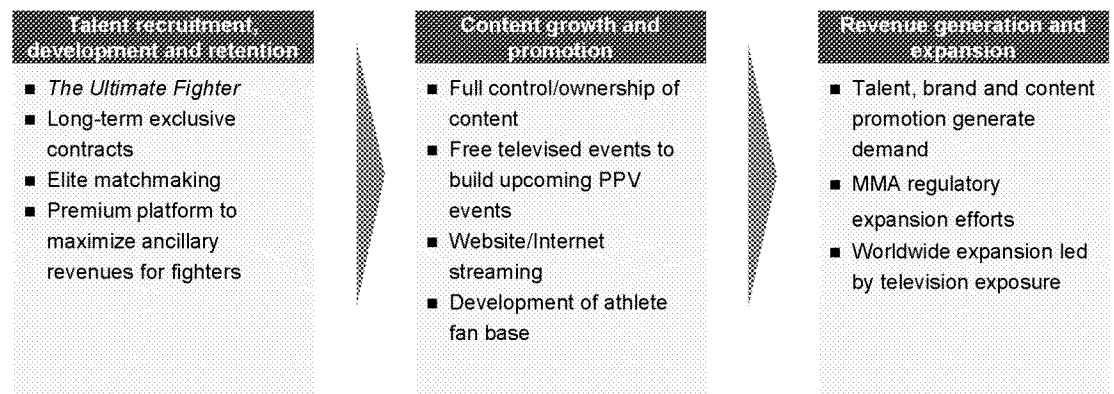 Talent recruitment,
development and retention
■ The Ultimate Fighter
■ Long-term exclusive
contracts
■ Elite matchmaking
■ Premium platform to
maximize ancillary
revenues for fighters
Content growth and
promotion
■ Full control/ownership of
content
■ Free televised events to
build upcoming PPV
events
■ Website/Internet
streaming
■ Development of athlete
fan base
Revenue generation and
expansion
■ Talent, brand and content
promotion generate
demand
■ MMA regulatory
expansion efforts
■ Worldwide expansion led
by television exposure